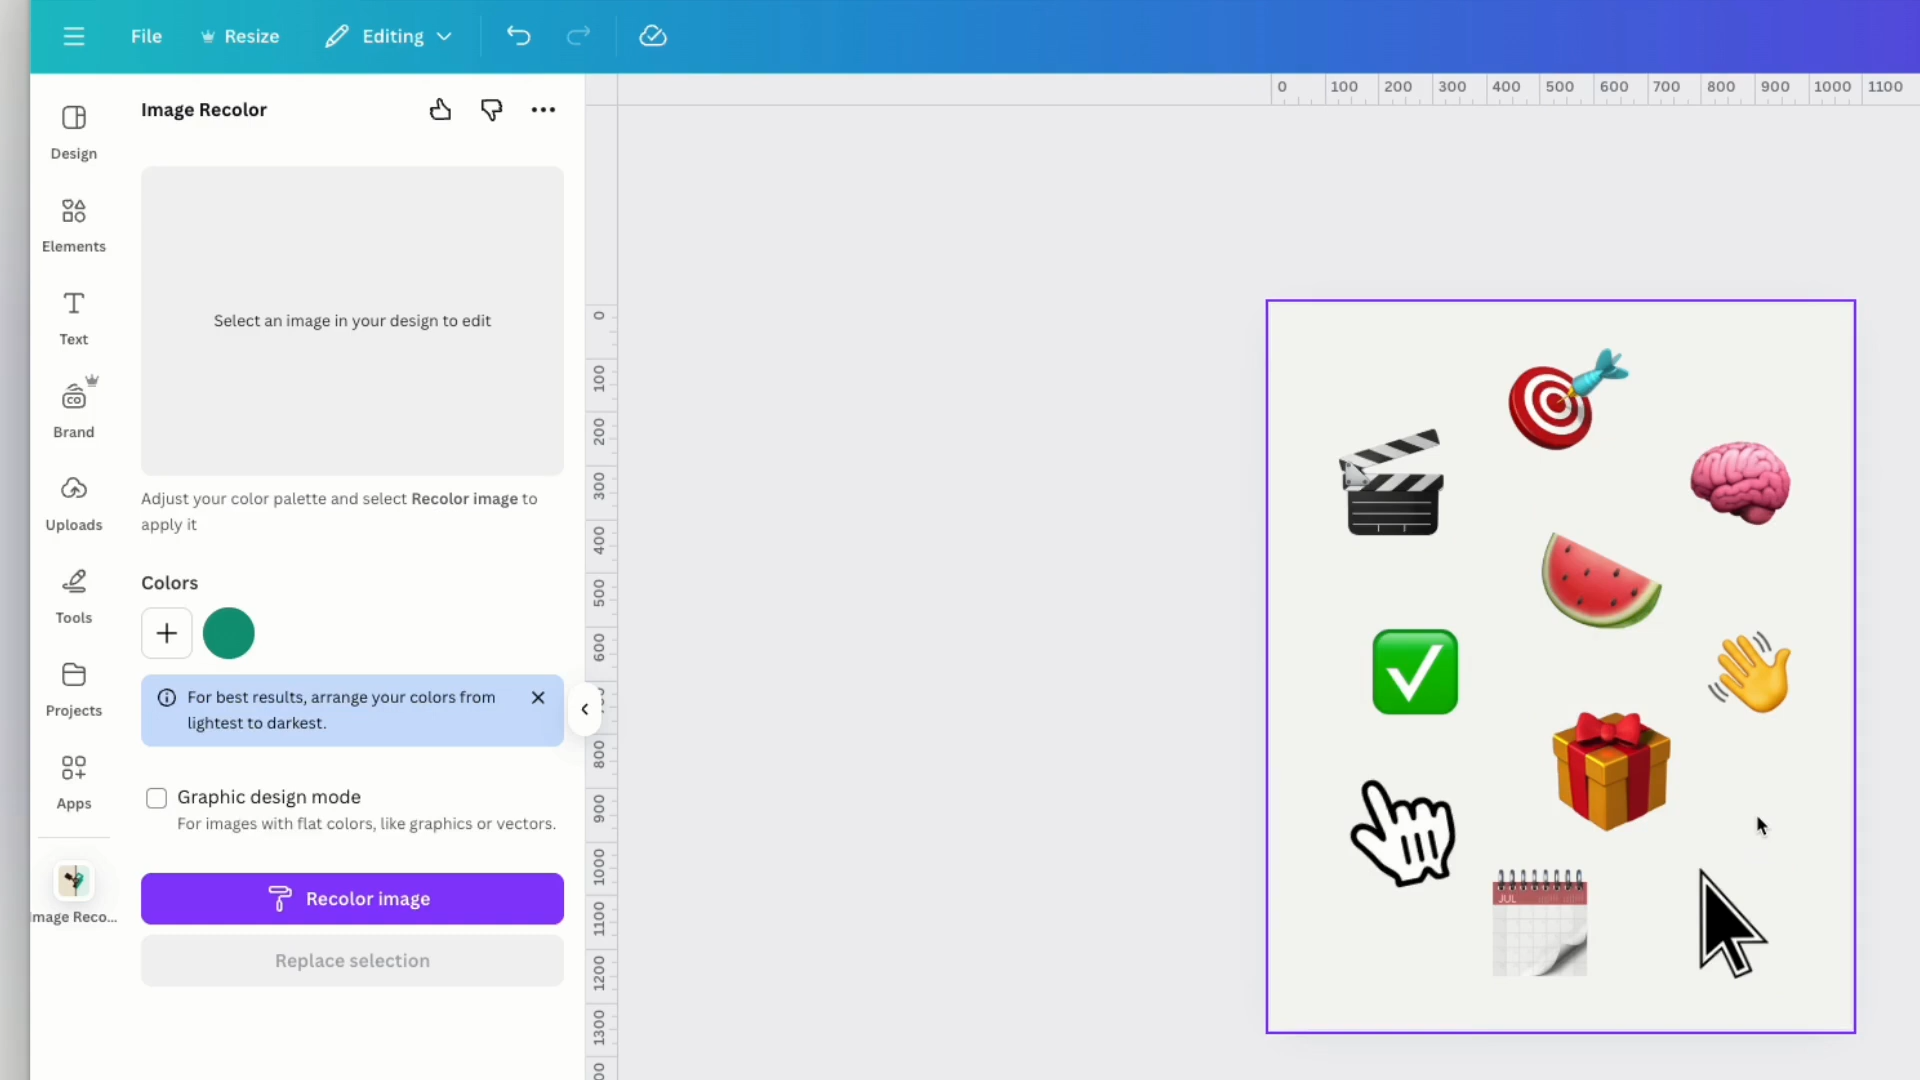 File
Resize
Editing
Design
Elements
Text
Brand
Uploads
Tools
Projects
Apps
Image Reco...
Image Recolor
Select an image in your design to edit
Adjust your color palette and select Recolor image to
apply it
Colors
For best results, arrange your colors from
lightest to darkest.
Graphic design mode
For images with flat colors, like graphics or vectors.
Recolor image
Replace selection
0 100 200 300 400 500 600 700 800 900 1000 1100
0
100
200
300
400
500
600
800
900
1000
1100
1200
1300
JUL